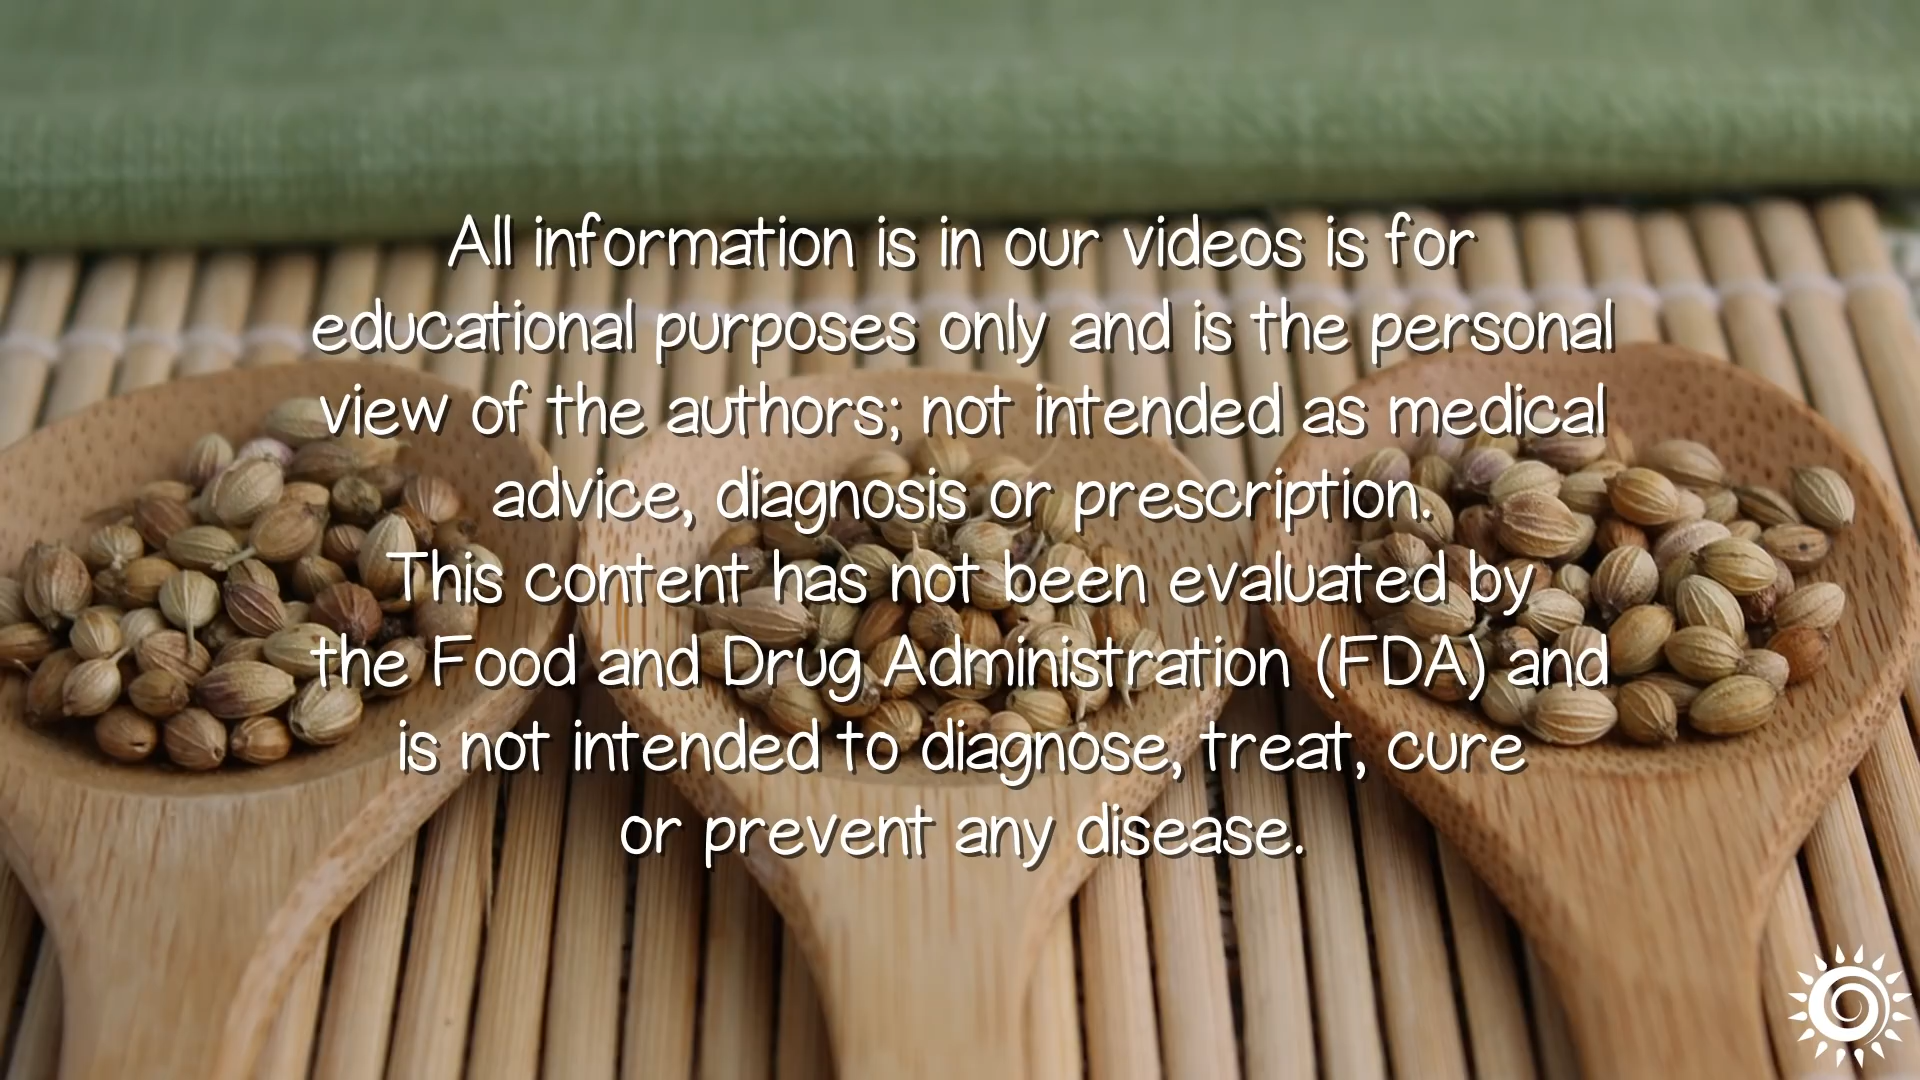 All information is in our videos is for
educational purposes only and is the personal
view of the authors; not intended as medical
advice, diagnosis or prescription.
This content has not been evaluated by
the Food and Drug Administration (FDA) and
is not intended to diagnose, treat, cure
or prevent any disease.